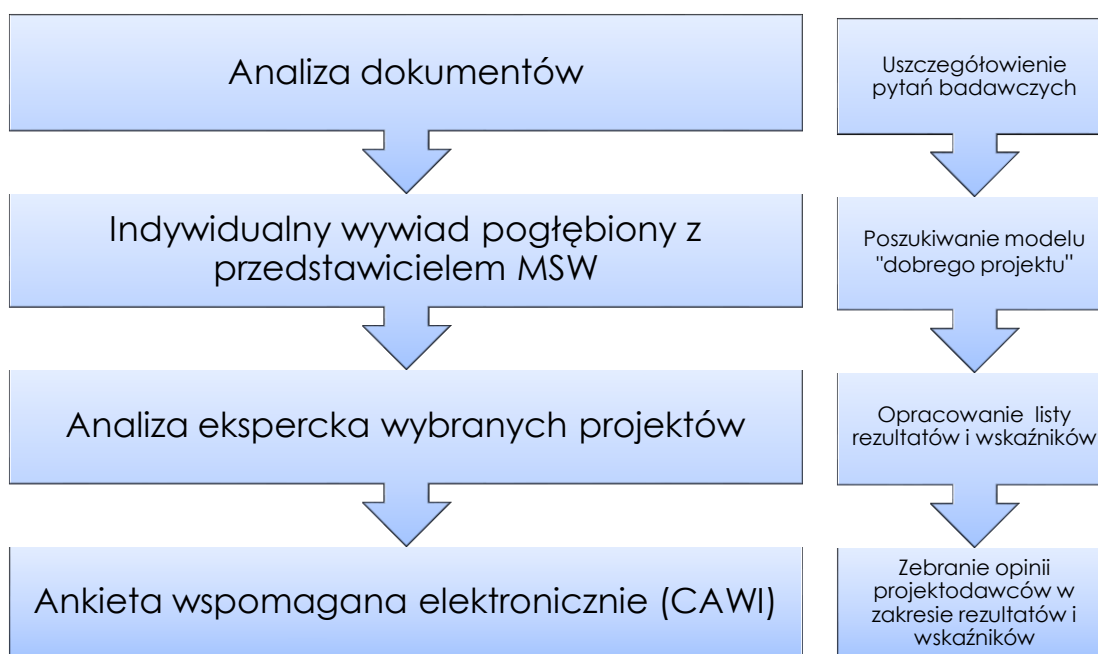 Analiza dokumentów
Uszczegółowienie
pytań badawczych
Indywidualny wywiad pogłębiony z
przedstawicielem MSW
Poszukiwanie modelu
"dobrego projektu"
Analiza ekspercka wybranych projektów
Opracowanie listy
rezultatów i wskaźników
Ankieta wspomagana elektronicznie (CAWI)
Zebranie opinii
projektodawców w
zakresie rezultatów i
wskaźników